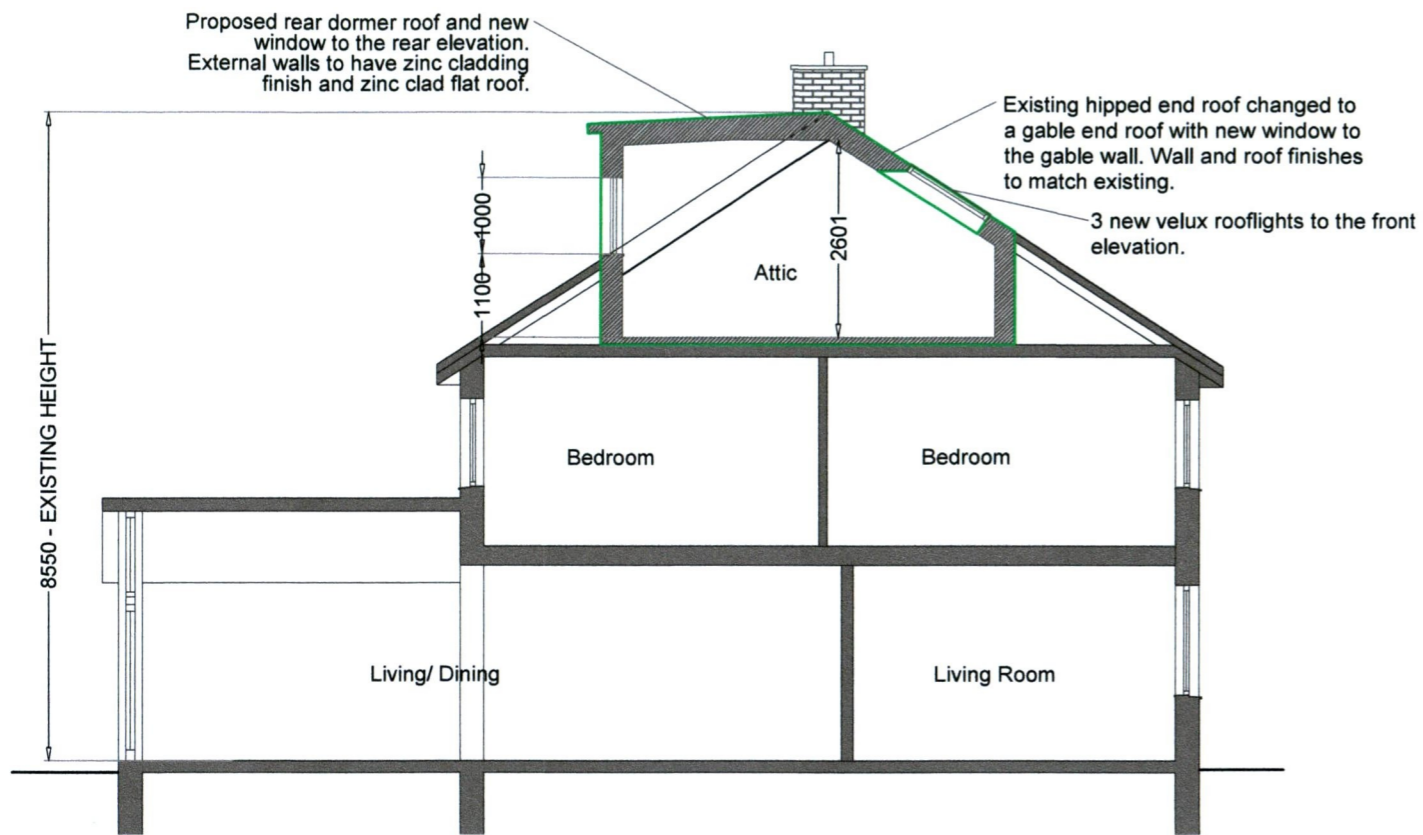 Proposed rear dormer roof and new
window to the rear elevation.
External walls to have zinc cladding
finish and zinc clad flat roof.
Existing hipped end roof changed to
a gable end roof with new window to
the gable wall. Wall and roof finishes
to match existing.
3 new velux rooflights to the front
elevation.
1000
1100
2601
Attic
8550 - EXISTING HEIGHT
Bedroom
Bedroom
Living/ Dining
Living Room